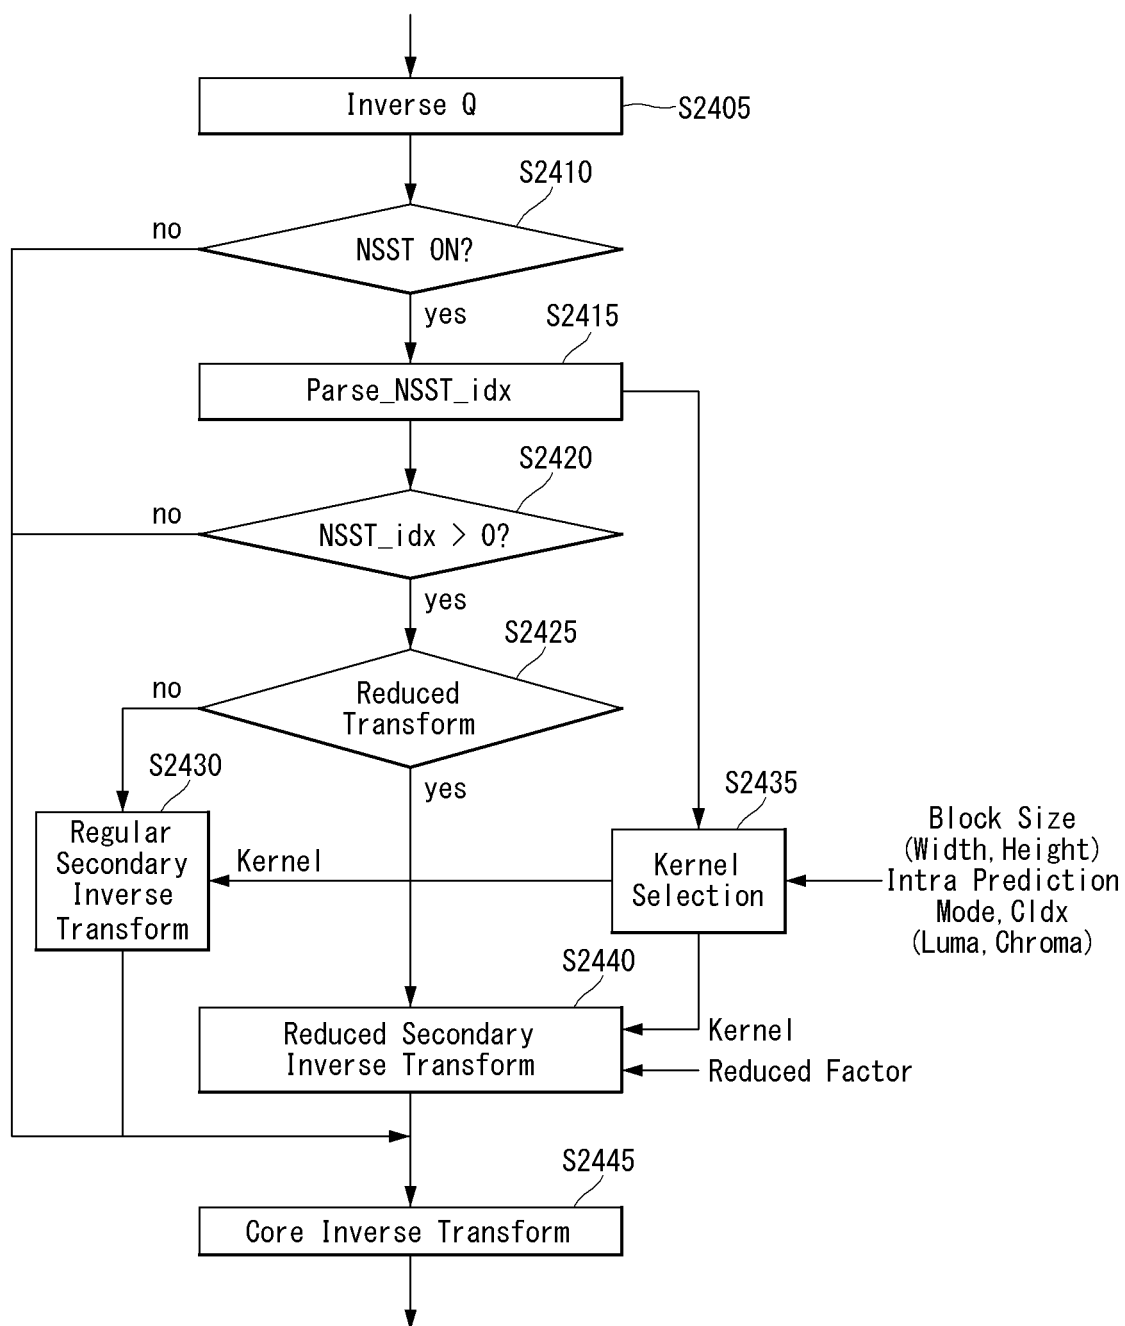 Inverse Q
S2405
S2410
no
NSST ON?
yes
S2415
Parse_NSST_idx
S2420
no
NSST_idx > 0?
yes
S2425
no
Reduced
Transform
yes
S2430
S2435
Regular
Secondary
Inverse
Transform
Kernel
Kernel
Selection
Block Size
(Width,Height)
Intra Prediction
Mode,CIdx
(Luma,Chroma)
S2440
Reduced Secondary
Inverse Transform
Kernel
Reduced Factor
S2445
Core Inverse Transform